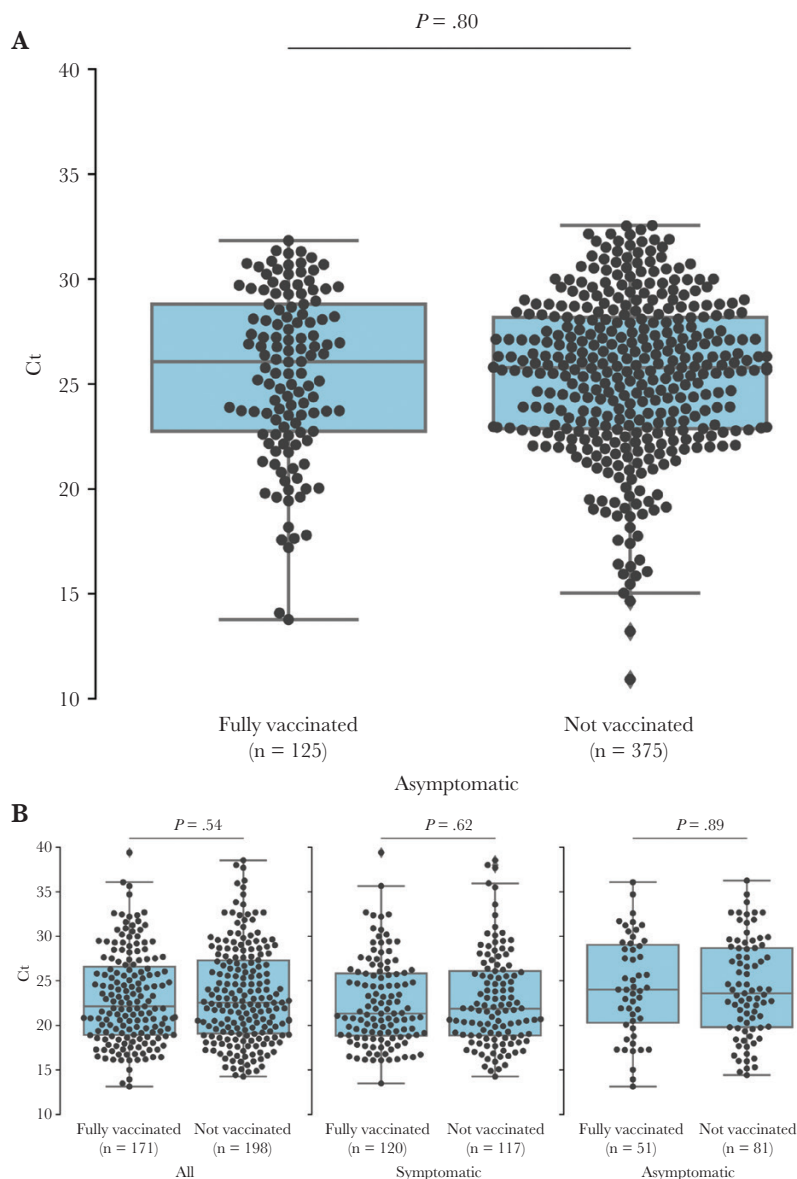 A
P = .80
40
35
30
25
20
15
10
Ct
Fully vaccinated
(n = 125)
Not vaccinated
(n = 375)
Asymptomatic
B
P = .54
P = .62
P = .89
40
35
30
25
20
15
10
Ct
Fully vaccinated
(n = 171)
Not vaccinated
(n = 198)
All
Fully vaccinated
(n = 120)
Not vaccinated
(n = 117)
Symptomatic
Fully vaccinated
(n = 51)
Not vaccinated
(n = 81)
Asymptomatic